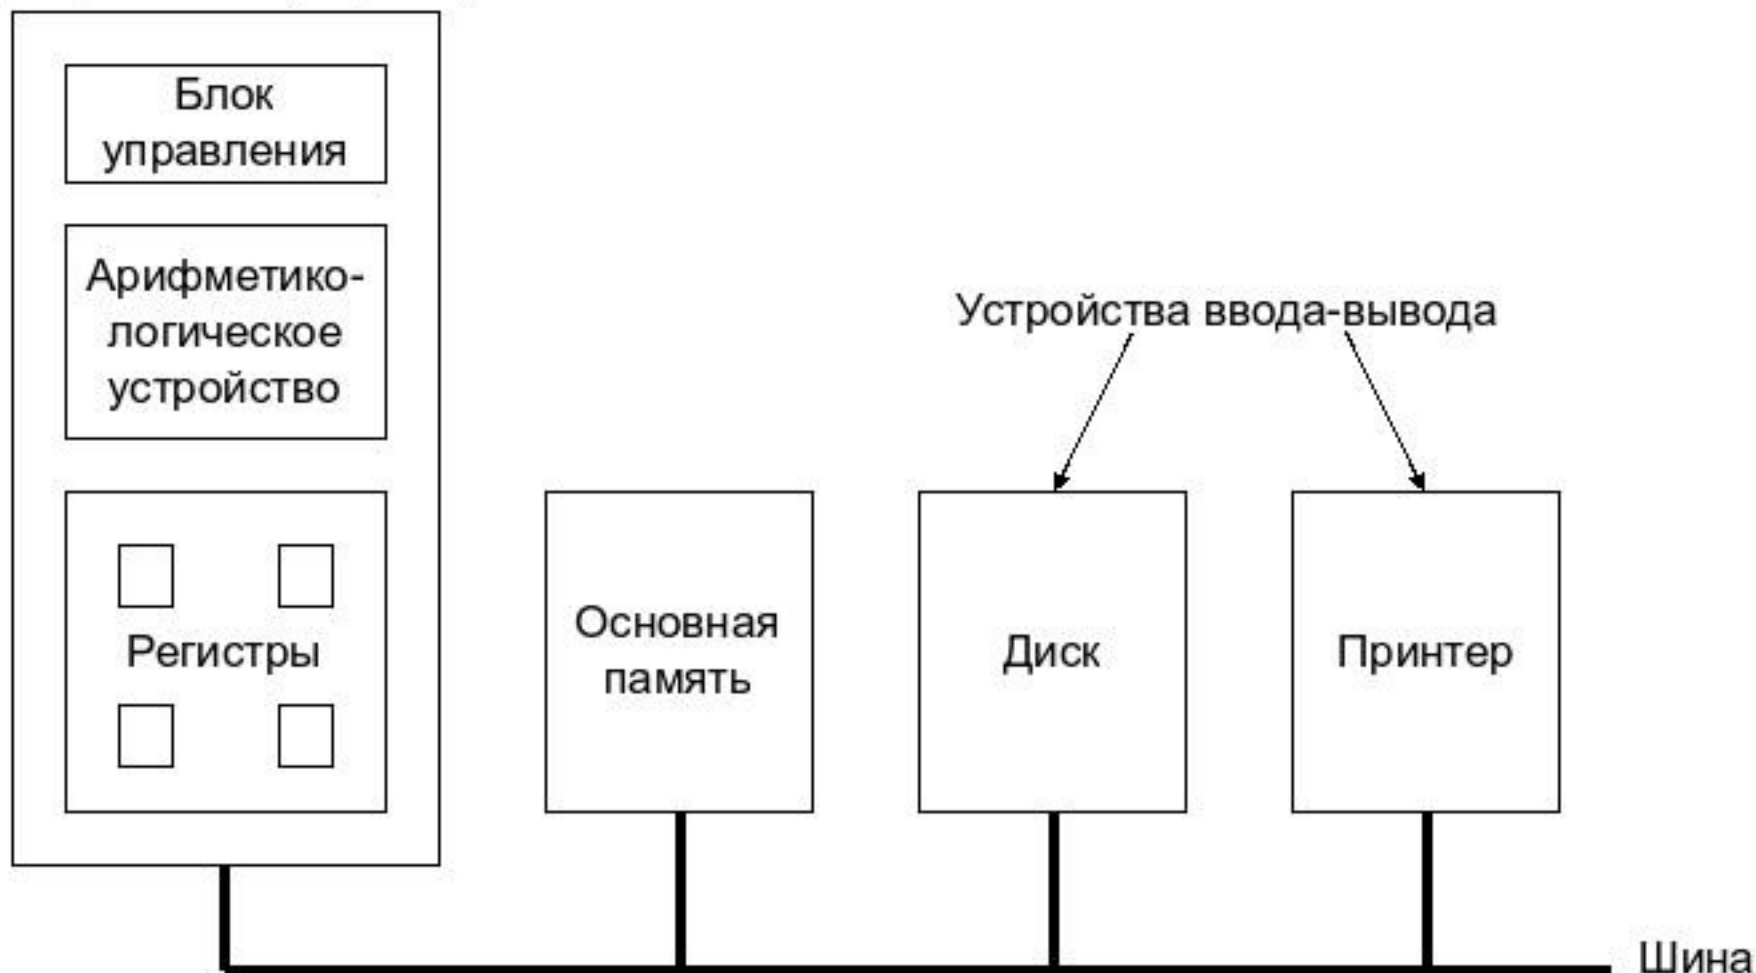 Блок
управления
Арифметико-
логическое
устройство
Регистры
Устройства ввода-вывода
Основная
память
Диск
Принтер
Шина